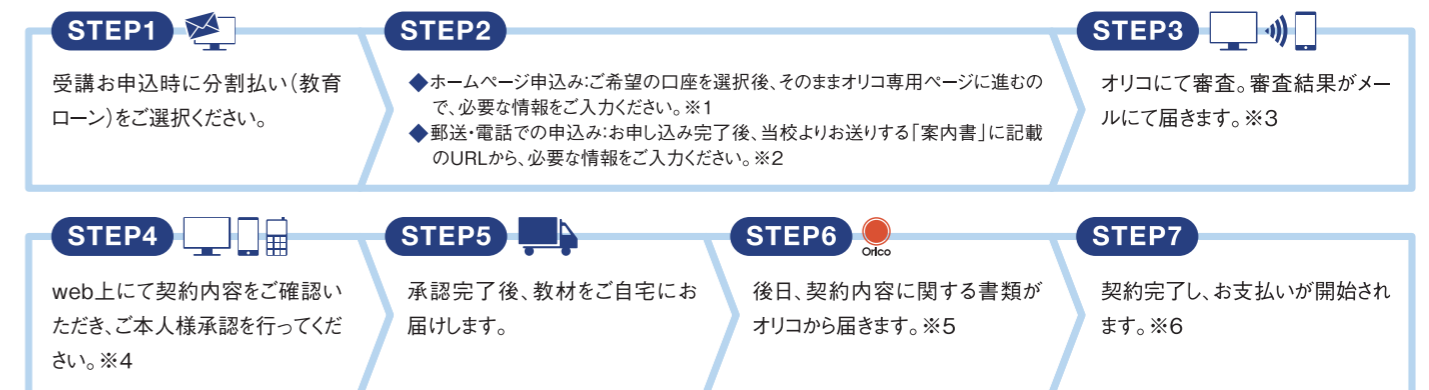 STEP1
受講お申込時に分割払い(教育
ローン)をご選択ください。
STEP2
◆ホームページ申込み:ご希望の口座を選択後、そのままオリコ専用ページに進むの
で、必要な情報をご入力ください。※1
◆郵送・電話での申込み:お申し込み完了後、当校よりお送りする「案内書」に記載
のURLから、必要な情報をご入力ください。※2
STEP3
オリコにて審査。審査結果がメー
ルにて届きます。※3
STEP4
web上にて契約内容をご確認い
ただき、ご本人様承認を行ってくだ
さい。※4
STEP5
承認完了後、教材をご自宅にお
届けします。
STEP6
Orico
後日、契約内容に関する書類が
オリコから届きます。※5
STEP7
契約完了し、お支払いが開始され
ます。※6